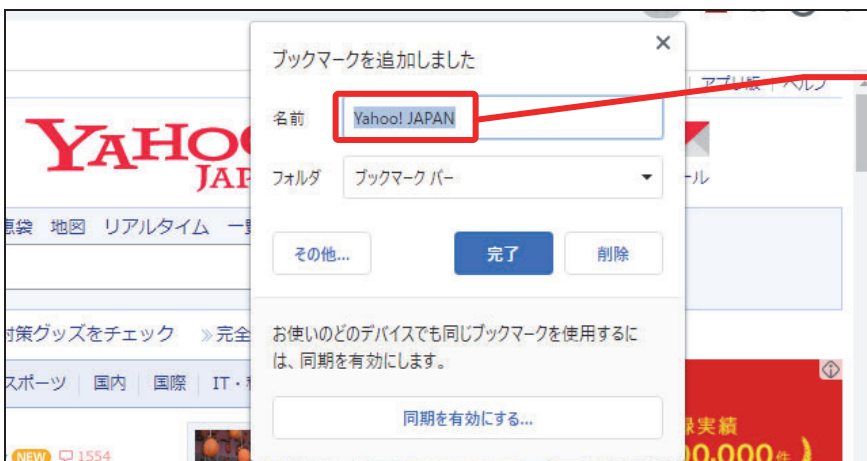 ブックマークを追加しました
アプリ版 ヘルプ
名前 Yahoo! JAPAN
YAHOO
JAP
フォルダ ブックマーク バー
ール
恵袋 地図 リアルタイム 一
その他... 完了 削除
対策グッズをチェック »完全
お使いのどのデバイスでも同じブックマークを使用するに
は、同期を有効にします。
スポーツ 国内 国際 IT・
同期を有効にする...
録実績
NEW 1554
00,000件